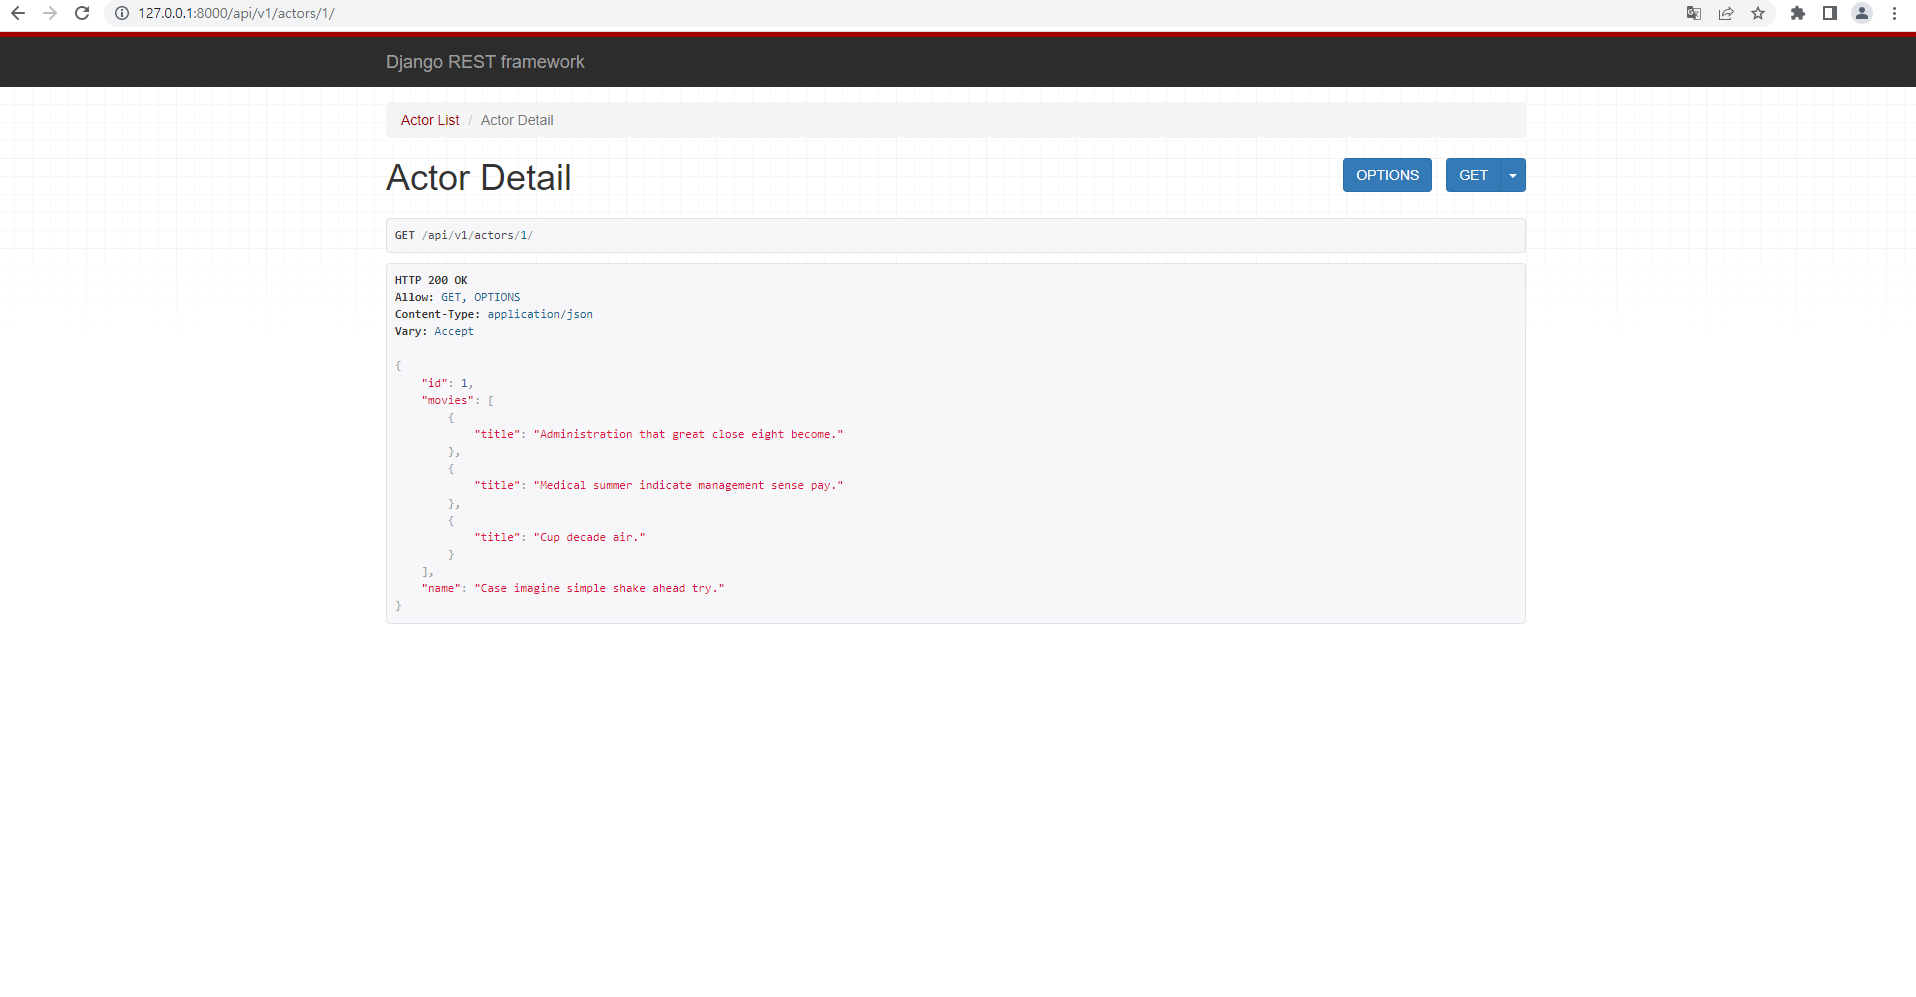 127.0.0.1:8000/api/v1/actors/1/
Django REST framework
Actor List / Actor Detail
Actor Detail
OPTIONS
GET
GET /api/v1/actors/1/
HTTP 200 OK
Allow: GET, OPTIONS
Content-Type: application/json
Vary: Accept
{
    "id": 1,
    "movies": [
        {
            "title": "Administration that great close eight become."
        },
        {
            "title": "Medical summer indicate management sense pay."
        },
        {
            "title": "Cup decade air."
        }
    ],
    "name": "Case imagine simple shake ahead try."
}